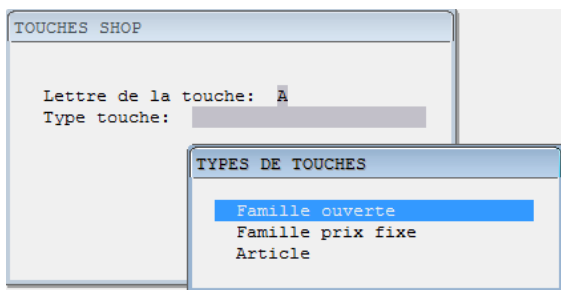 TOUCHES SHOP
Lettre de la touche: A
Type touche:
TYPES DE TOUCHES
Famille ouverte
Famille prix fixe
Article